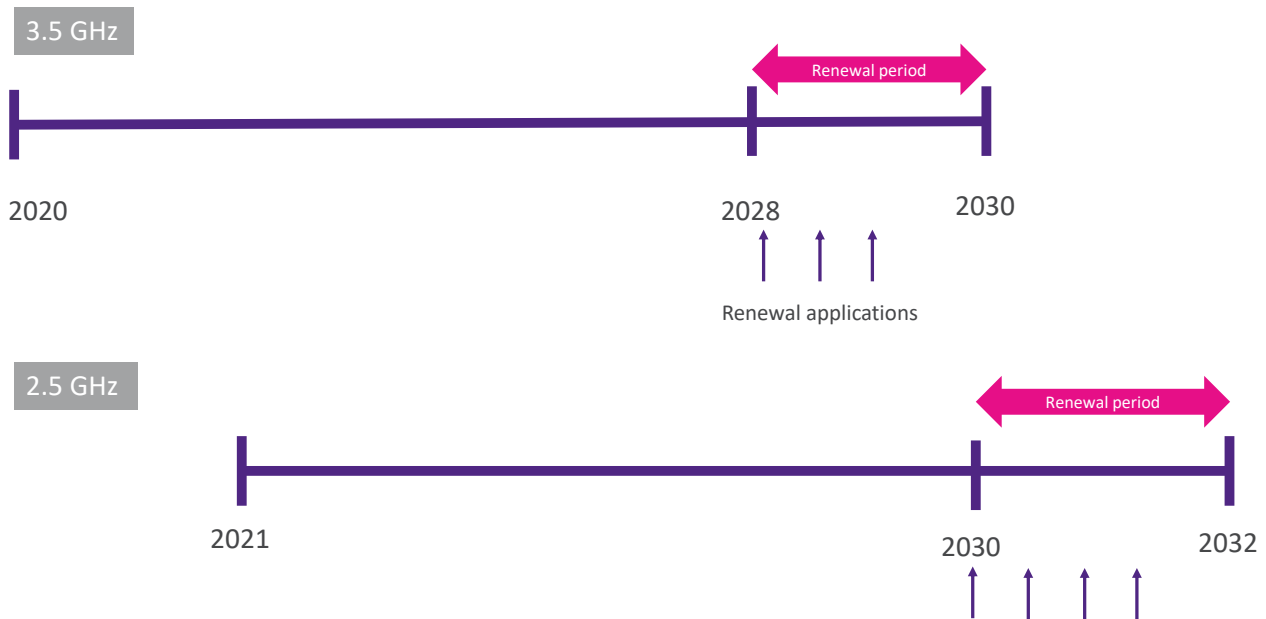 3.5 GHz
Renewal period
2020
2028
2030
Renewal applications
2.5 GHz
Renewal period
2021
2030
2032